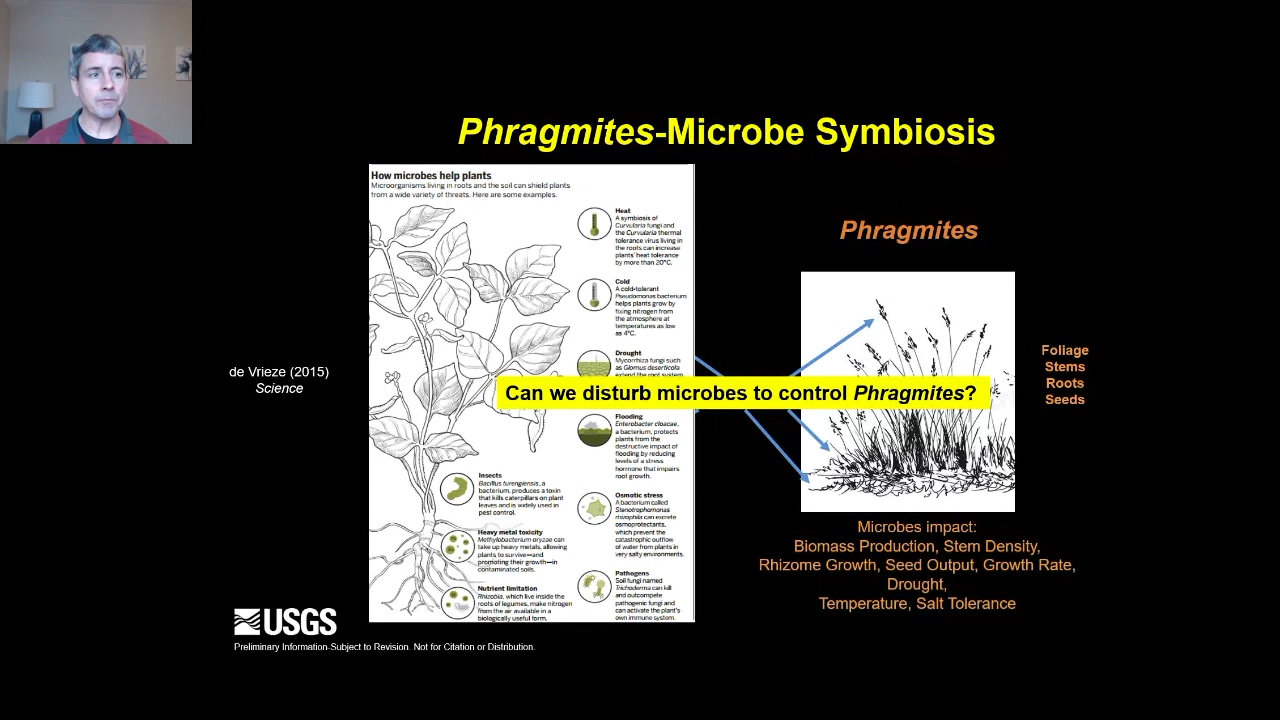 Phragmites-Microbe Symbiosis
How microbes help plants
Microorganisms living in roots and the soil can shield plants
from a wide variety of threats. Here are some examples.
Heat
A symbiosis of
Curvularia fungi and
the Curvularia thermal
tolerance virus living in
the roots can increase
plants' heat tolerance
by more than 20°C.
Cold
A cold-tolerant
Pseudomonas bacterium
helps plants grow by
fixing nitrogen from
the atmosphere at
temperatures as low
as 4°C.
Drought
Mycorrhiza fungi such
as Glomus deserticola
extend the root system
Can we disturb microbes to control Phragmites?
Flooding
Enterobacter cloacae,
a bacterium, protects
plants from the
destructive impact of
flooding by reducing
levels of a stress
hormone that impairs
root growth.
Insects
Bacillus turengiensis, a
bacterium, produces a toxin
that kills caterpillars on plant
leaves and is widely used in
pest control.
Osmotic stress
A bacterium called
Stenotrophomonas
rhizophila can excrete
osmoprotectants,
which prevent the
catastrophic outflow
of water from plants in
very salty environments.
Heavy metal toxicity
Methylobacterium oryzae can
take up heavy metals, allowing
plants to survive—and
promoting their growth—in
contaminated soils.
Pathogens
Soil fungi named
Trichoderma can kill
and outcompete
pathogenic fungi and
can activate the plant's
own immune system.
Nutrient limitation
Rhizobia, which live inside the
roots of legumes, make nitrogen
from the air available in a
biologically useful form.
de Vrieze (2015)
Science
Phragmites
Foliage
Stems
Roots
Seeds
Microbes impact:
Biomass Production, Stem Density,
Rhizome Growth, Seed Output, Growth Rate,
Drought,
Temperature, Salt Tolerance
USGS
Preliminary Information-Subject to Revision. Not for Citation or Distribution.